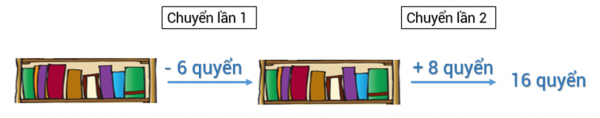 Chuyển lần 1
Chuyển lần 2
- 6 quyển
+ 8 quyển
16 quyển